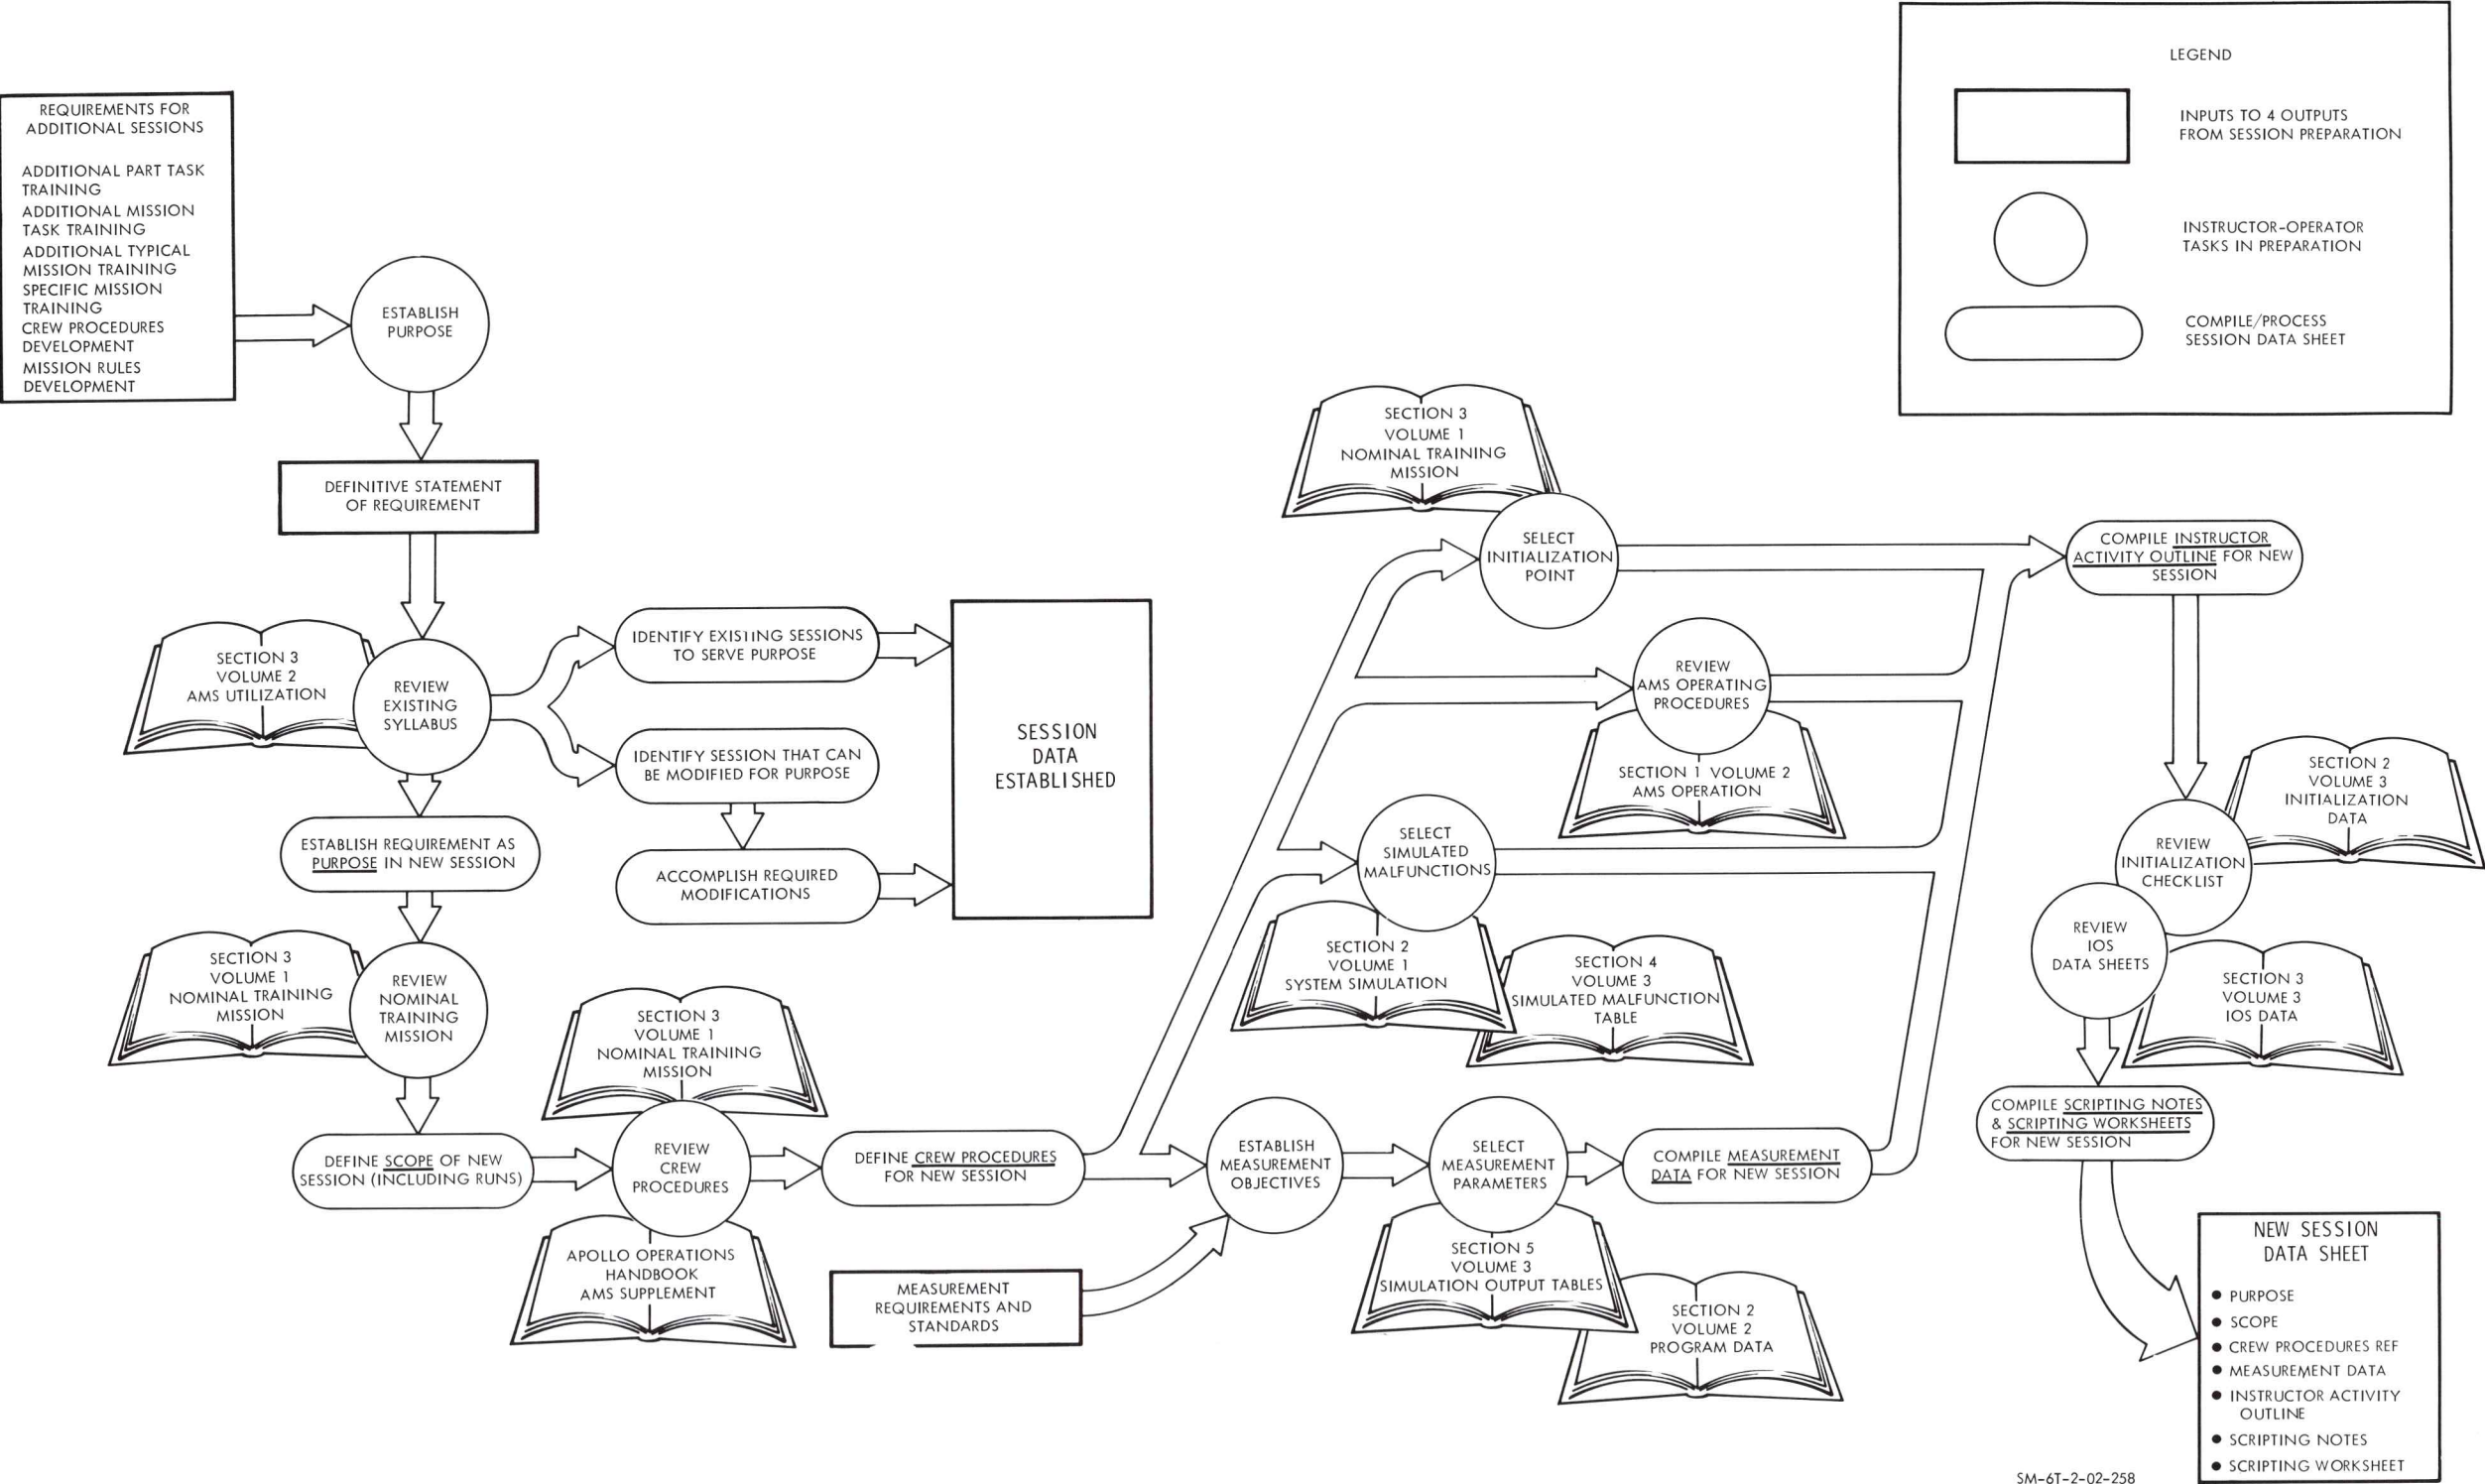 REQUIREMENTS FOR
ADDITIONAL SESSIONS
ADDITIONAL PART TASK
TRAINING
ADDITIONAL MISSION
TASK TRAINING
ADDITIONAL TYPICAL
MISSION TRAINING
SPECIFIC MISSION
TRAINING
CREW PROCEDURES
DEVELOPMENT
MISSION RULES
DEVELOPMENT
ESTABLISH
PURPOSE
DEFINITIVE STATEMENT
OF REQUIREMENT
SECTION 3
VOLUME 2
AMS UTILIZATION
REVIEW
EXISTING
SYLLABUS
IDENTIFY EXISTING SESSIONS
TO SERVE PURPOSE
IDENTIFY SESSION THAT CAN
BE MODIFIED FOR PURPOSE
ACCOMPLISH REQUIRED
MODIFICATIONS
SESSION
DATA
ESTABLISHED
ESTABLISH REQUIREMENT AS
PURPOSE IN NEW SESSION
SECTION 3
VOLUME 1
NOMINAL TRAINING
MISSION
REVIEW
NOMINAL
TRAINING
MISSION
DEFINE SCOPE OF NEW
SESSION (INCLUDING RUNS)
SECTION 3
VOLUME 1
NOMINAL TRAINING
MISSION
REVIEW
CREW
PROCEDURES
APOLLO OPERATIONS
HANDBOOK
AMS SUPPLEMENT
DEFINE CREW PROCEDURES
FOR NEW SESSION
MEASUREMENT
REQUIREMENTS AND
STANDARDS
SECTION 3
VOLUME 1
NOMINAL TRAINING
MISSION
SELECT
INITIALIZATION
POINT
REVIEW
AMS OPERATING
PROCEDURES
SECTION 1 VOLUME 2
AMS OPERATION
SELECT
SIMULATED
MALFUNCTIONS
SECTION 2
VOLUME 1
SYSTEM SIMULATION
SECTION 4
VOLUME 3
SIMULATED MALFUNCTION
TABLE
ESTABLISH
MEASUREMENT
OBJECTIVES
SELECT
MEASUREMENT
PARAMETERS
SECTION 5
VOLUME 3
SIMULATION OUTPUT TABLES
SECTION 2
VOLUME 2
PROGRAM DATA
COMPILE MEASUREMENT
DATA FOR NEW SESSION
LEGEND
INPUTS TO 4 OUTPUTS
FROM SESSION PREPARATION
INSTRUCTOR-OPERATOR
TASKS IN PREPARATION
COMPILE/PROCESS
SESSION DATA SHEET
COMPILE INSTRUCTOR
ACTIVITY OUTLINE FOR NEW
SESSION
SECTION 2
VOLUME 3
INITIALIZATION
DATA
REVIEW
INITIALIZATION
CHECKLIST
REVIEW
IOS
DATA SHEETS
SECTION 3
VOLUME 3
IOS DATA
COMPILE SCRIPTING NOTES
& SCRIPTING WORKSHEETS
FOR NEW SESSION
NEW SESSION
DATA SHEET
• PURPOSE
• SCOPE
• CREW PROCEDURES REF
• MEASUREMENT DATA
• INSTRUCTOR ACTIVITY
OUTLINE
• SCRIPTING NOTES
• SCRIPTING WORKSHEET
SM-6T-2-02-258